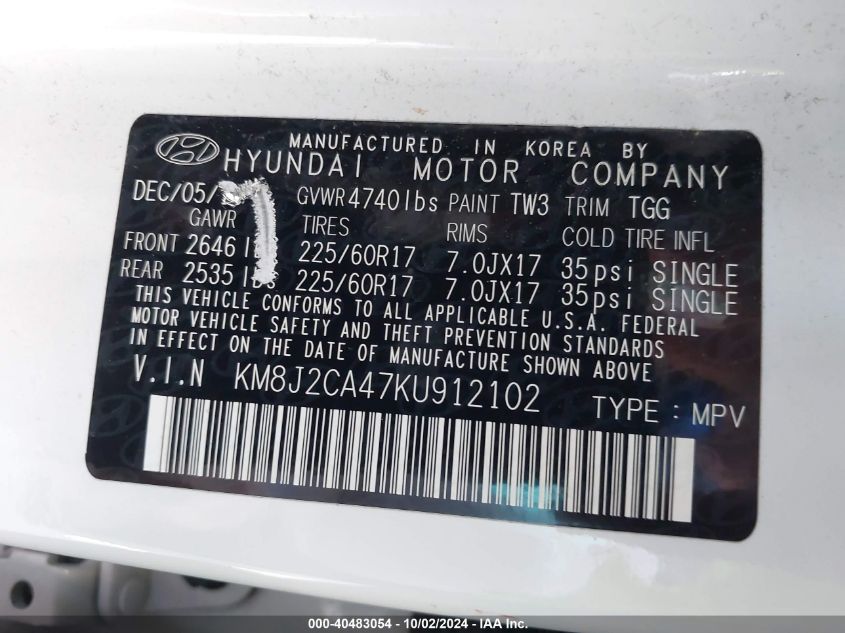 MANUFACTURED IN KOREA BY
HYUNDAI MOTOR COMPANY
DEC/05/ GVWR 4740lbs PAINT TW3 TRIM TGG
GAWR TIRES RIMS COLD TIRE INFL
FRONT 2646 225/60R17 7.0JX17 35psi SINGLE
REAR 2535 lbs 225/60R17 7.0JX17 35psi SINGLE
THIS VEHICLE CONFORMS TO ALL APPLICABLE U.S.A. FEDERAL
MOTOR VEHICLE SAFETY AND THEFT PREVENTION STANDARDS
IN EFFECT ON THE DATE OF MANUFACTURE SHOWN ABOVE
V.I.N KM8J2CA47KU912102 TYPE : MPV
000-40483054 - 10/02/2024 - IAA Inc.